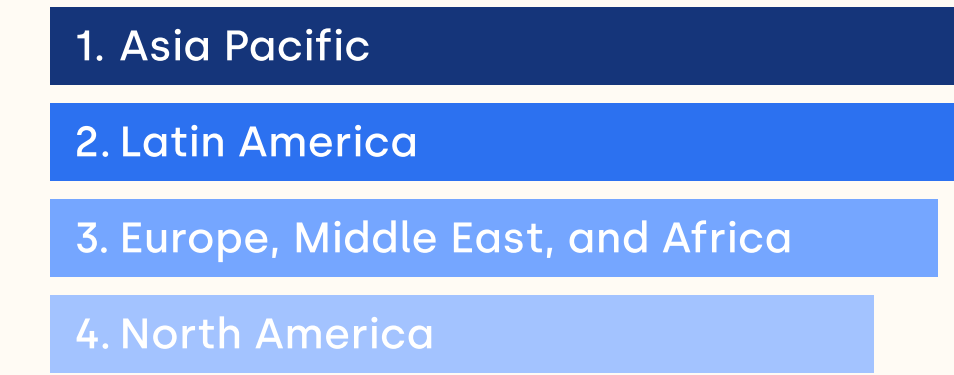 1. Asia Pacific
2. Latin America
3. Europe, Middle East, and Africa
4. North America